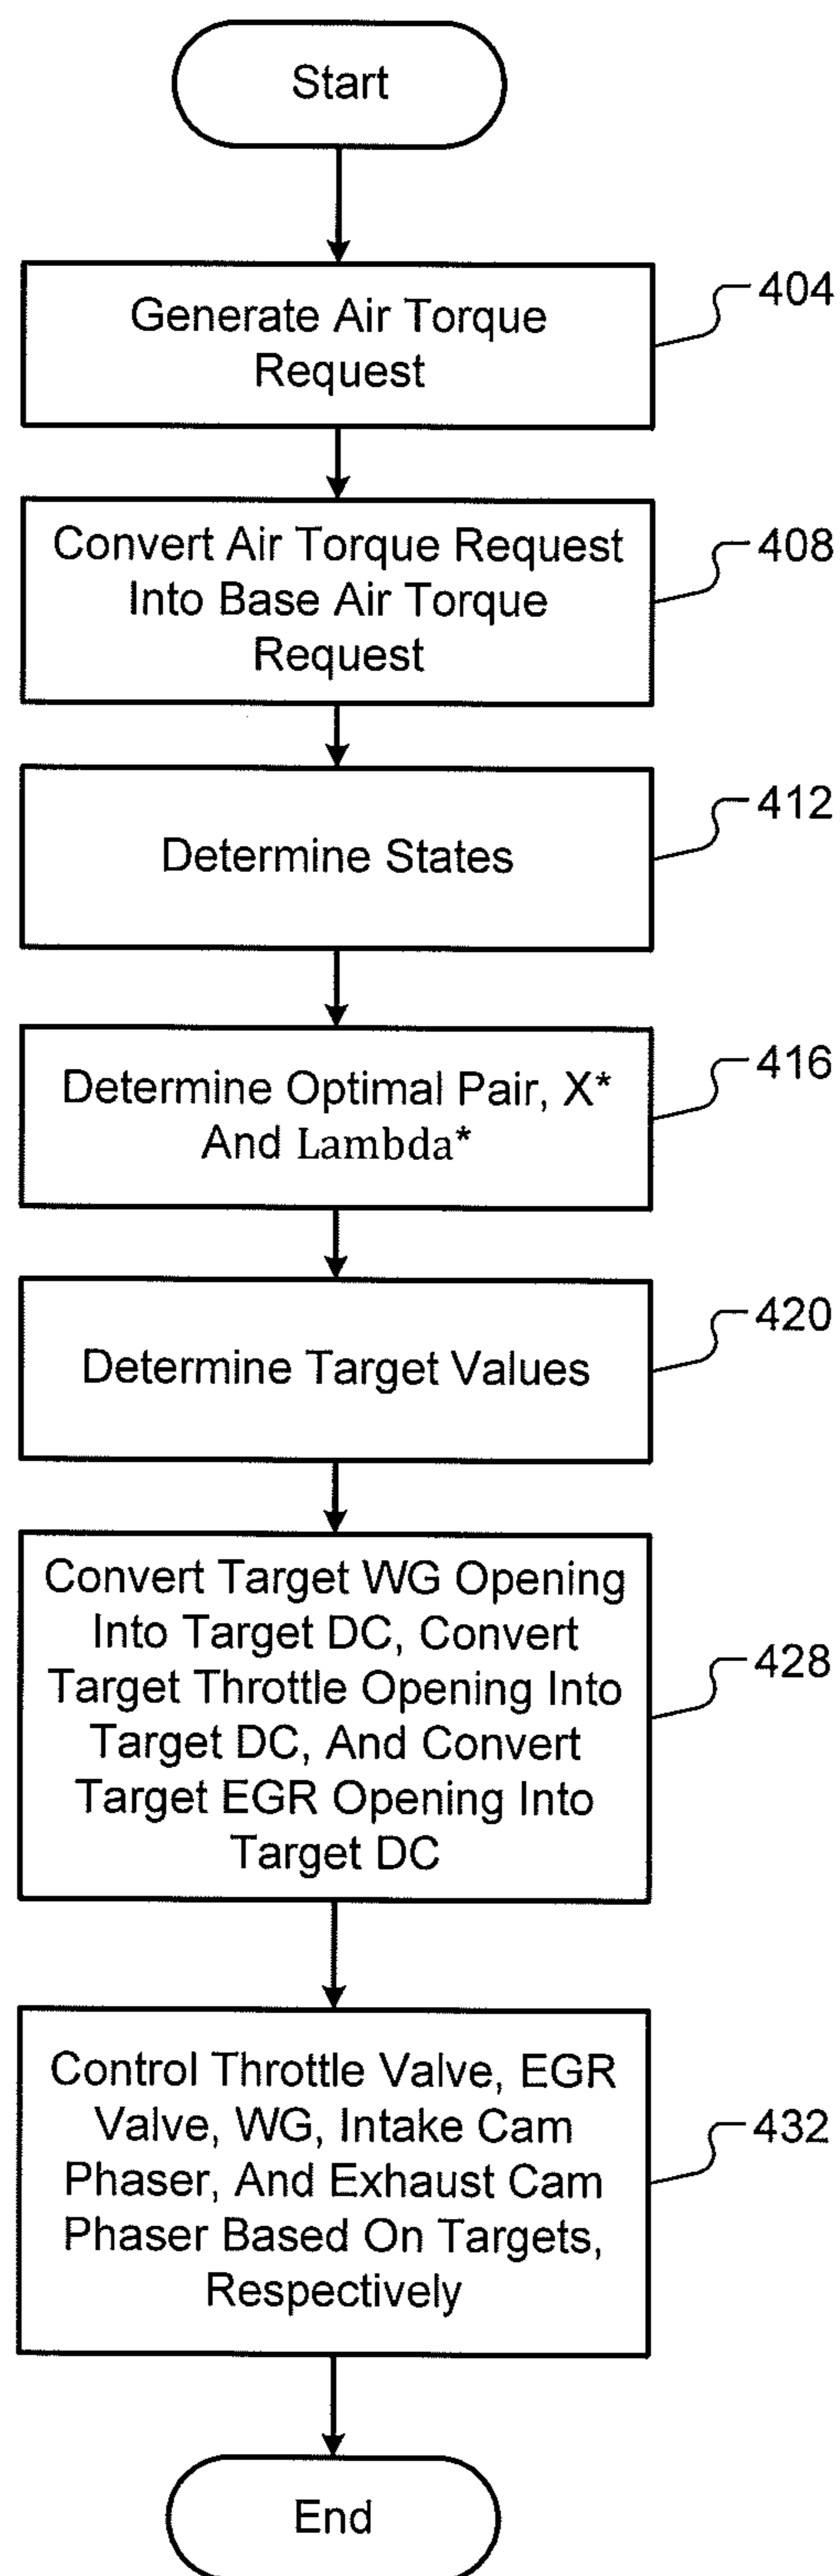 Start
Generate Air Torque
Request
404
Convert Air Torque Request
Into Base Air Torque
Request
408
Determine States
412
Determine Optimal Pair, X*
And Lambda*
416
Determine Target Values
420
Convert Target WG Opening
Into Target DC, Convert
Target Throttle Opening Into
Target DC, And Convert
Target EGR Opening Into
Target DC
428
Control Throttle Valve, EGR
Valve, WG, Intake Cam
Phaser, And Exhaust Cam
Phaser Based On Targets,
Respectively
432
End